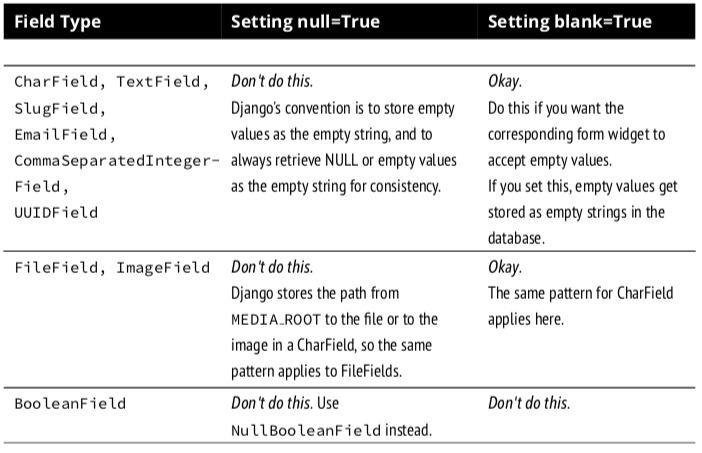 Field Type Setting null=True Setting blank=True
CharField, TextField,
SlugField,
EmailField,
CommaSeparatedInteger-
Field,
UUIDField
Don't do this.
Django's convention is to store empty
values as the empty string, and to
always retrieve NULL or empty values
as the empty string for consistency.
Okay.
Do this if you want the
corresponding form widget to
accept empty values.
If you set this, empty values get
stored as empty strings in the
database.
FileField, ImageField
Don't do this.
Django stores the path from
MEDIA_ROOT to the file or to the
image in a CharField, so the same
pattern applies to FileFields.
Okay.
The same pattern for CharField
applies here.
BooleanField
Don't do this. Use
NullBooleanField instead.
Don't do this.